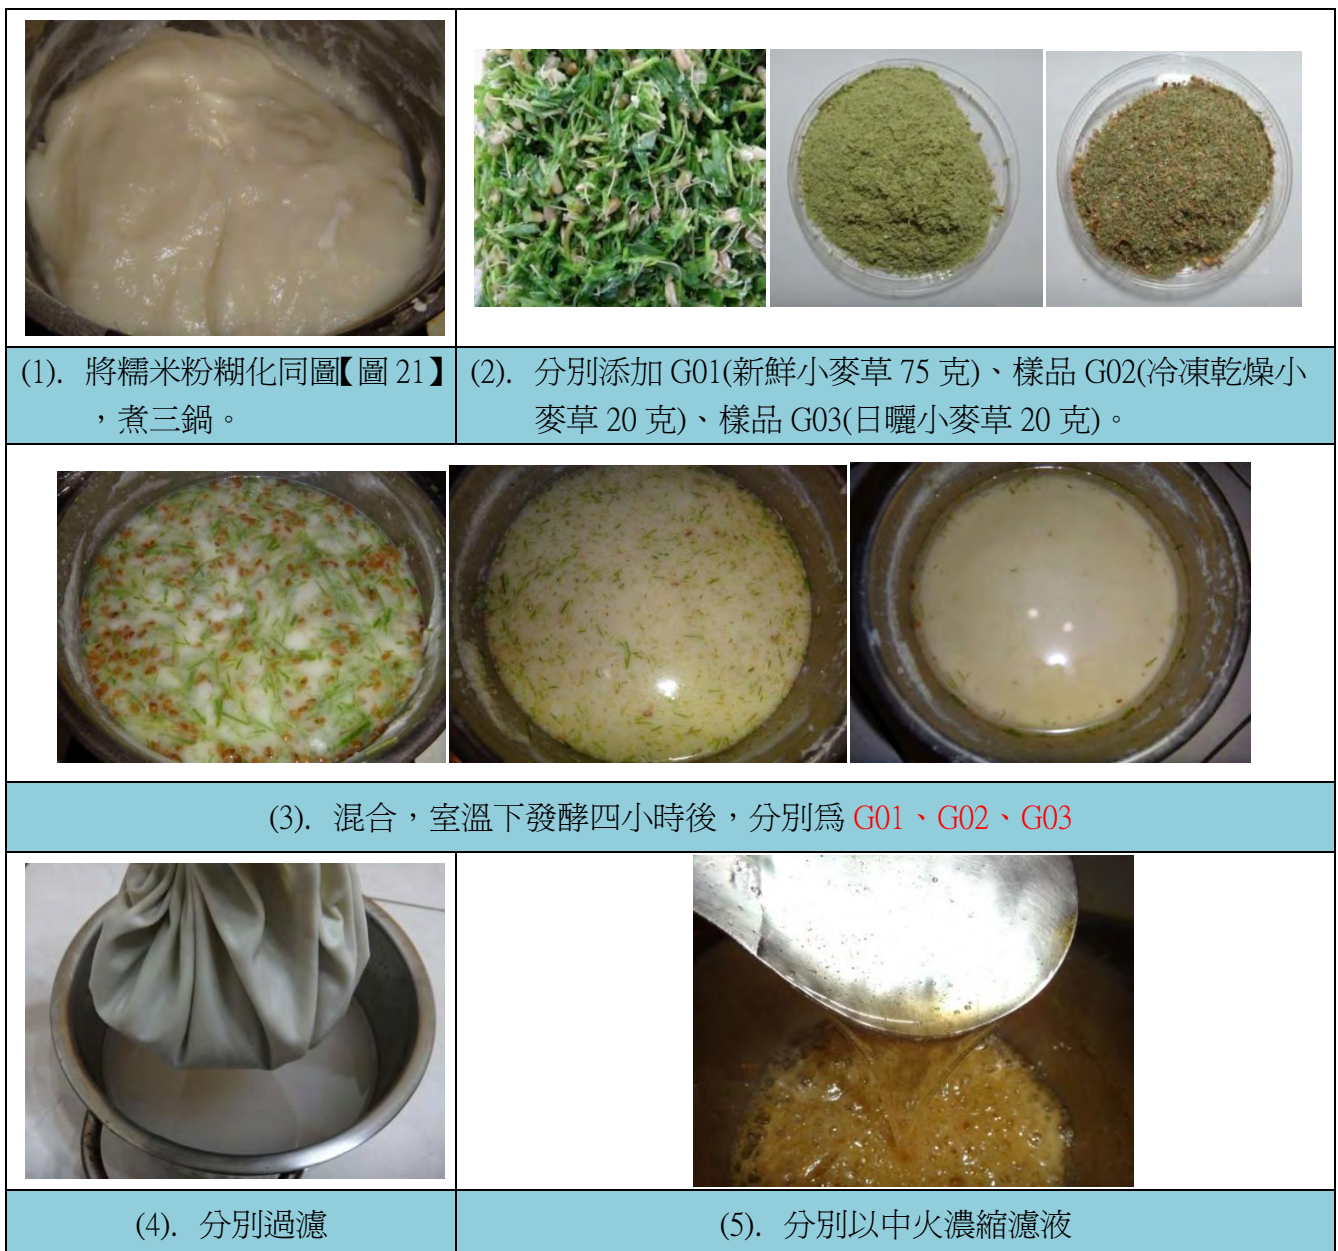 (1). 將糯米粉糊化同圖【圖 21】
，煮三鍋。
(2). 分別添加 G01(新鮮小麥草 75 克)、樣品 G02(冷凍乾燥小
麥草 20 克)、樣品 G03(日曬小麥草 20 克)。
(3). 混合，室溫下發酵四小時後，分別為 G01、G02、G03
(4). 分別過濾
(5). 分別以中火濃縮濾液